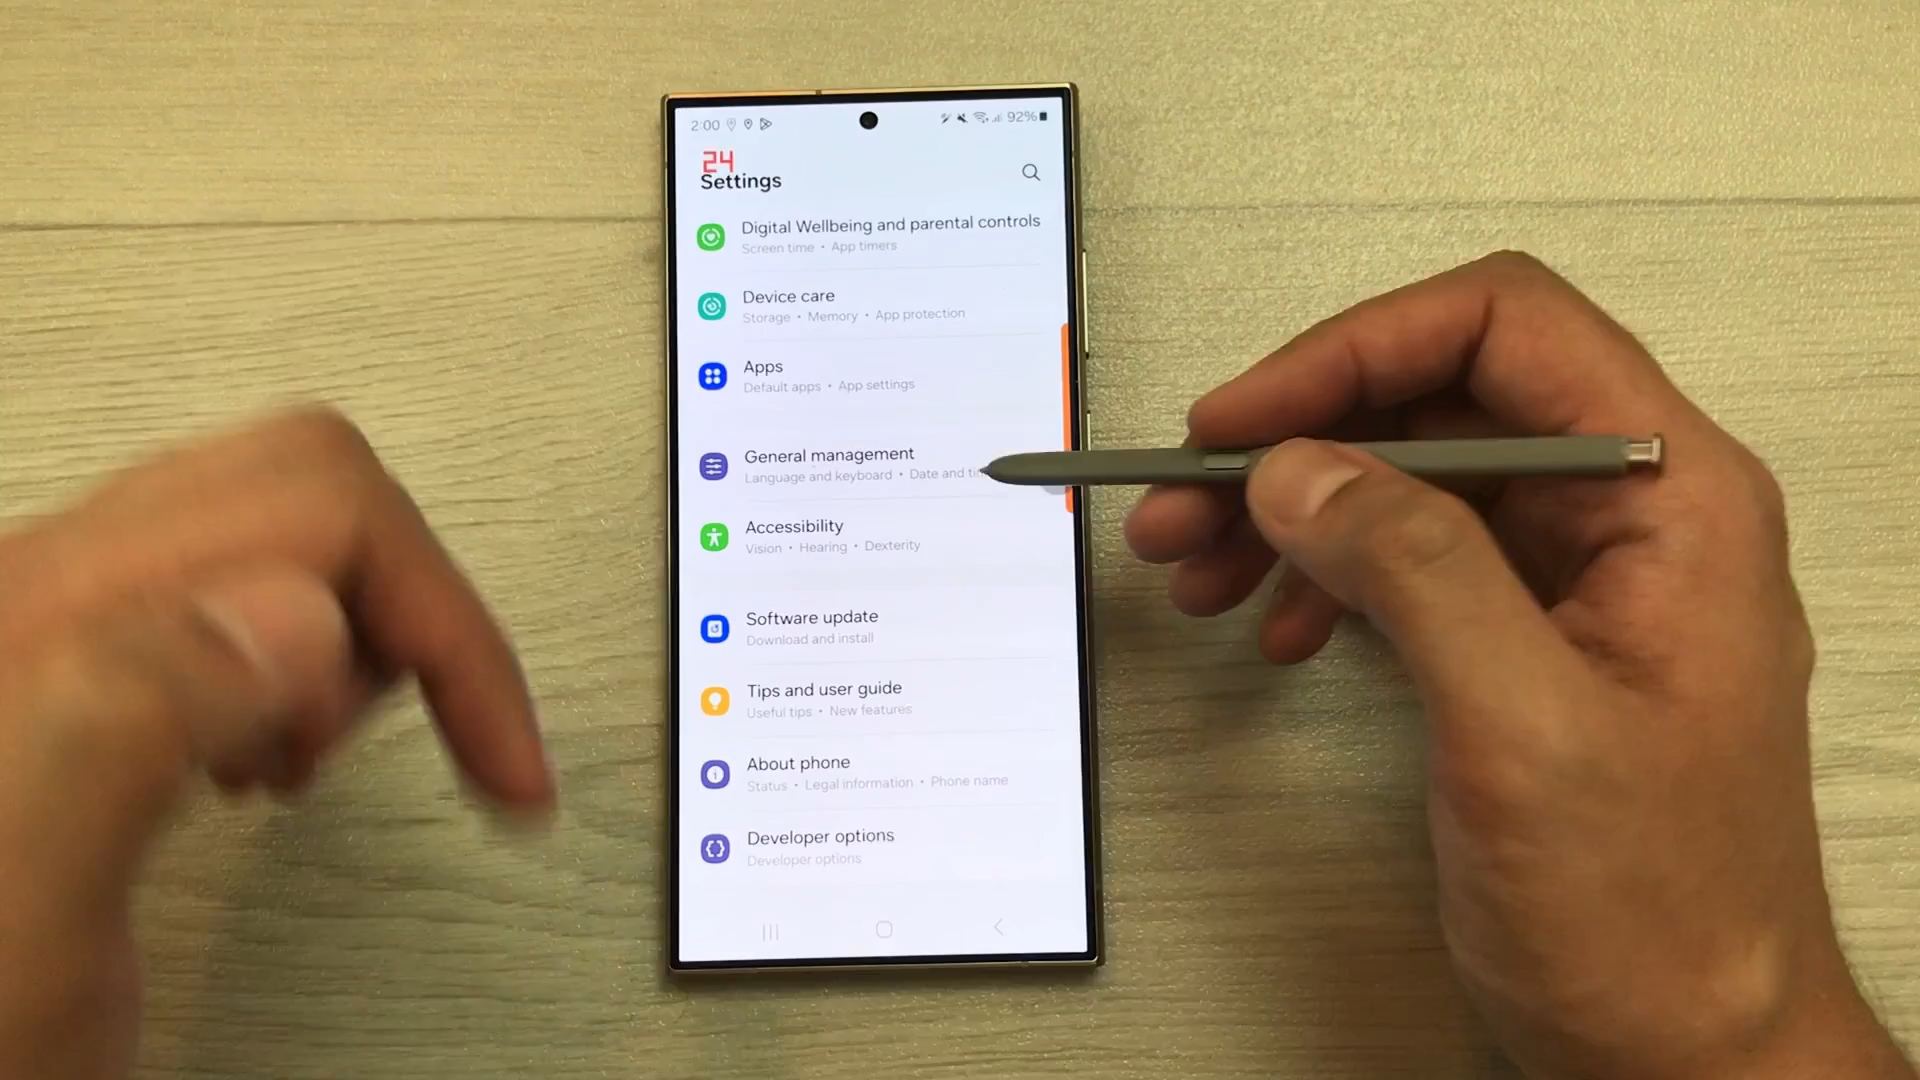 2:00 92%
24
Settings
Digital Wellbeing and parental controls
Screen time • App timers
Device care
Storage • Memory • App protection
Apps
Default apps • App settings
General management
Language and keyboard • Date and
Accessibility
Vision • Hearing • Dexterity
Software update
Download and install
Tips and user guide
Useful tips • New features
About phone
Status • Legal information • Phone name
Developer options
Developer options